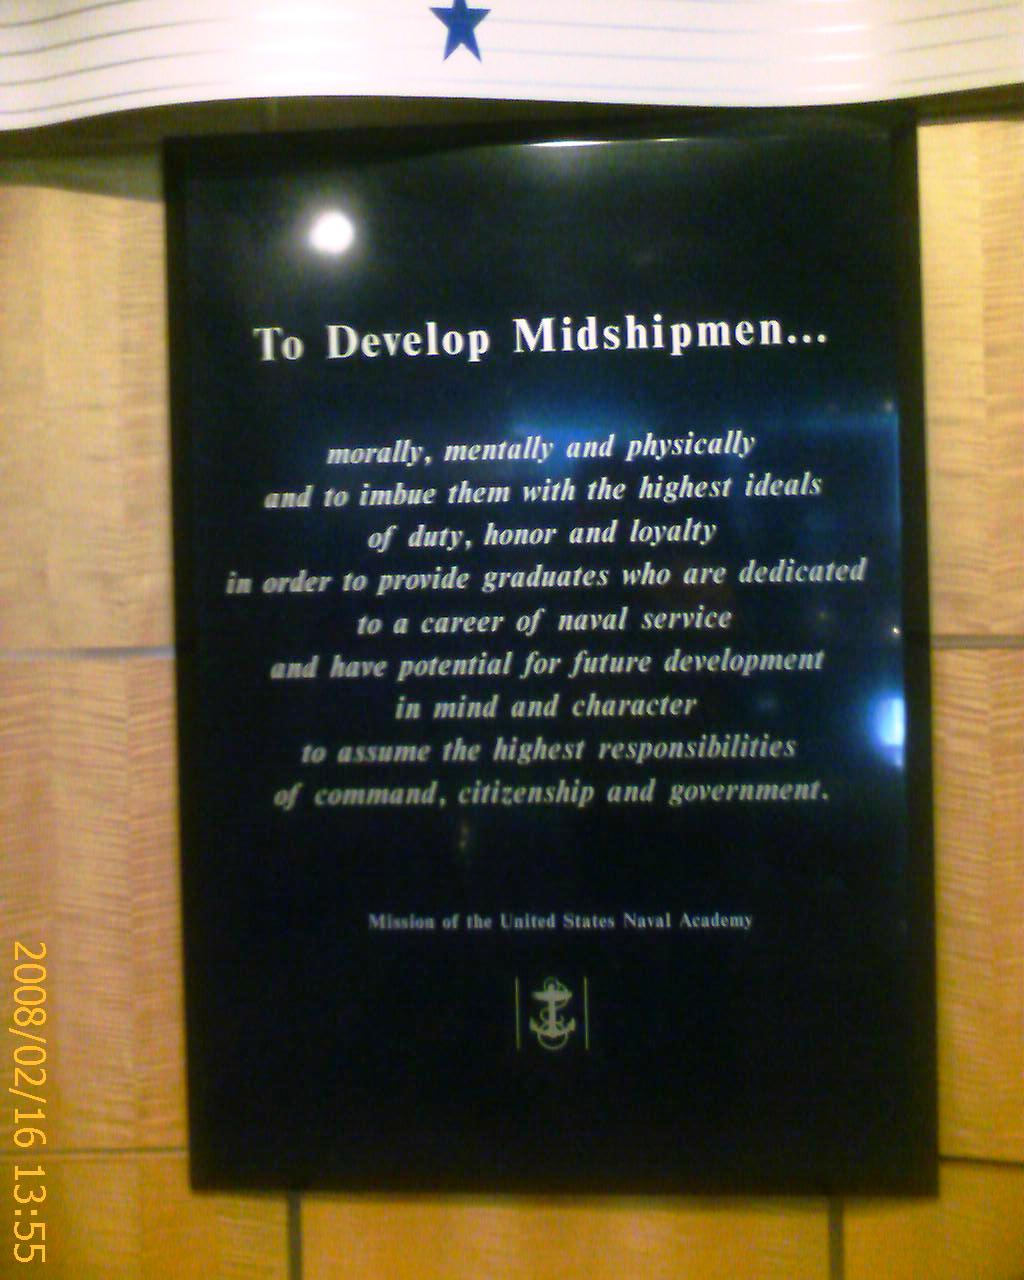 To Develop Midshipmen...
morally, mentally and physically
and to imbue them with the highest ideals
of duty, honor and loyalty
in order to provide graduates who are dedicated
to a career of naval service
and have potential for future development
in mind and character
to assume the highest responsibilities
of command, citizenship and government.
Mission of the United States Naval Academy
2008/02/16 13:55